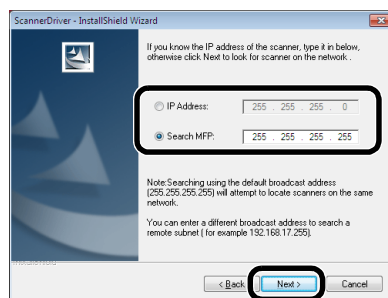 ScannerDriver - InstallShield Wizard
If you know the IP address of the scanner, type it in below,
otherwise click Next to look for scanner on the network .
IP Address: 255 . 255 . 255 . 0
Search MFP: 255 . 255 . 255 . 255
Note:Searching using the default broadcast address
(255.255.255.255) will attempt to locate scanners on the same
network.
You can enter a different broadcast address to search a
remote subnet ( for example 192.168.17.255).
InstallShield
< Back Next > Cancel